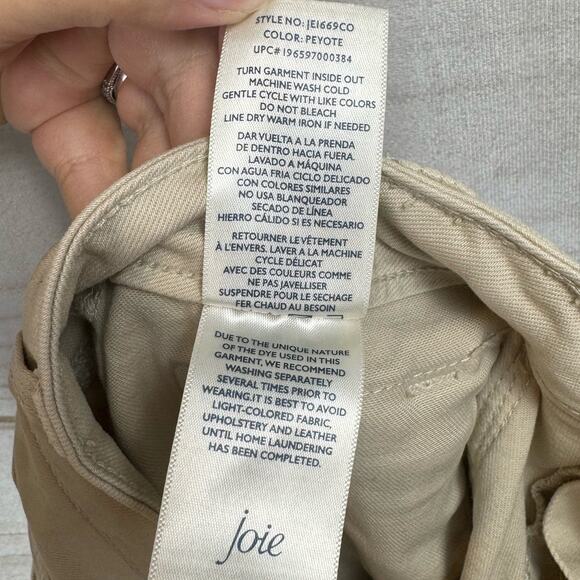 STYLE NO: JE1669CO
COLOR: PEYOTE
UPC# 196597000384
TURN GARMENT INSIDE OUT
MACHINE WASH COLD
GENTLE CYCLE WITH LIKE COLORS
DO NOT BLEACH
LINE DRY WARM IRON IF NEEDED
DAR VUELTA A LA PRENDA
DE DENTRO HACIA FUERA.
LAVADO A MÁQUINA
CON AGUA FRIA CICLO DELICADO
CON COLORES SIMILARES
NO USA BLANQUEADOR
SECADO DE LÍNEA
HIERRO CÁLIDO SI ES NECESARIO
RETOURNER LE VÊTEMENT
À L'ENVERS. LAVER A LA MACHINE
CYCLE DÉLICAT
AVEC DES COULEURS COMME
NE PAS JAVELLISER
SUSPENDRE POUR LE SECHAGE
FER CHAUD AU BESOIN
DUE TO THE UNIQUE NATURE
OF THE DYE USED IN THIS
GARMENT, WE RECOMMEND
WASHING SEPARATELY
SEVERAL TIMES PRIOR TO
WEARING. IT IS BEST TO AVOID
LIGHT-COLORED FABRIC,
UPHOLSTERY AND LEATHER
UNTIL HOME LAUNDERING
HAS BEEN COMPLETED.
joie